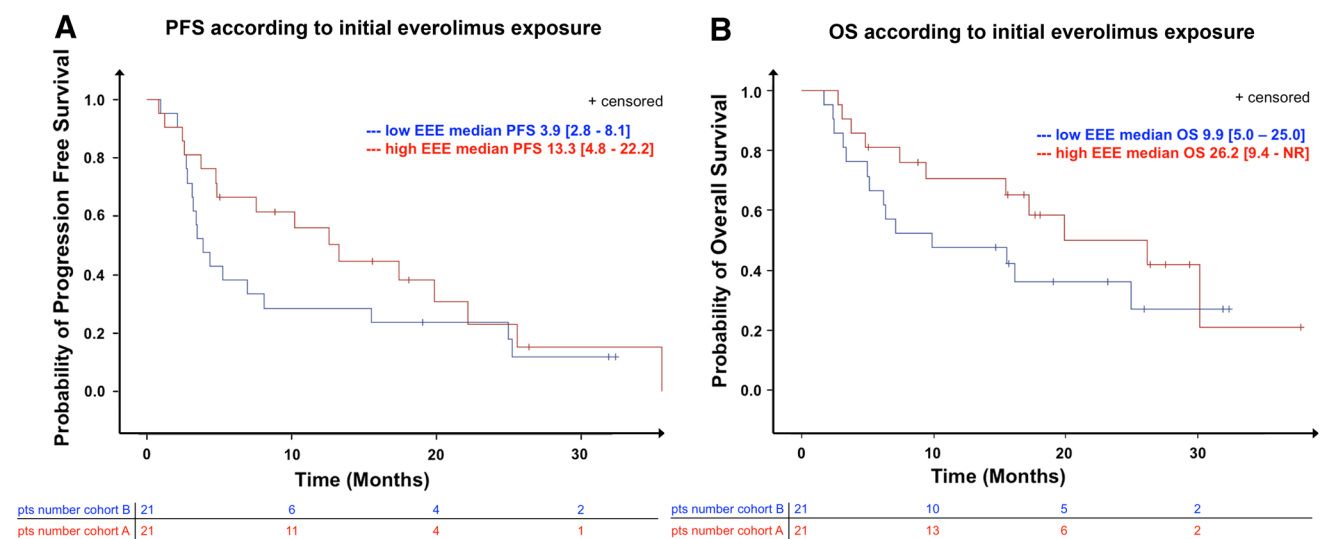 A
PFS according to initial everolimus exposure
Probability of Progression Free Survival
1.0
0.8
0.6
0.4
0.2
0.0
+ censored
--- low EEE median PFS 3.9 [2.8 - 8.1]
--- high EEE median PFS 13.3 [4.8 - 22.2]
0 10 20 30
Time (Months)
pts number cohort B 21 6 4 2
pts number cohort A 21 11 4 1
B
OS according to initial everolimus exposure
Probability of Overall Survival
1.0
0.8
0.6
0.4
0.2
0.0
+ censored
--- low EEE median OS 9.9 [5.0 – 25.0]
--- high EEE median OS 26.2 [9.4 - NR]
0 10 20 30
Time (Months)
pts number cohort B 21 10 5 2
pts number cohort A 21 13 6 2